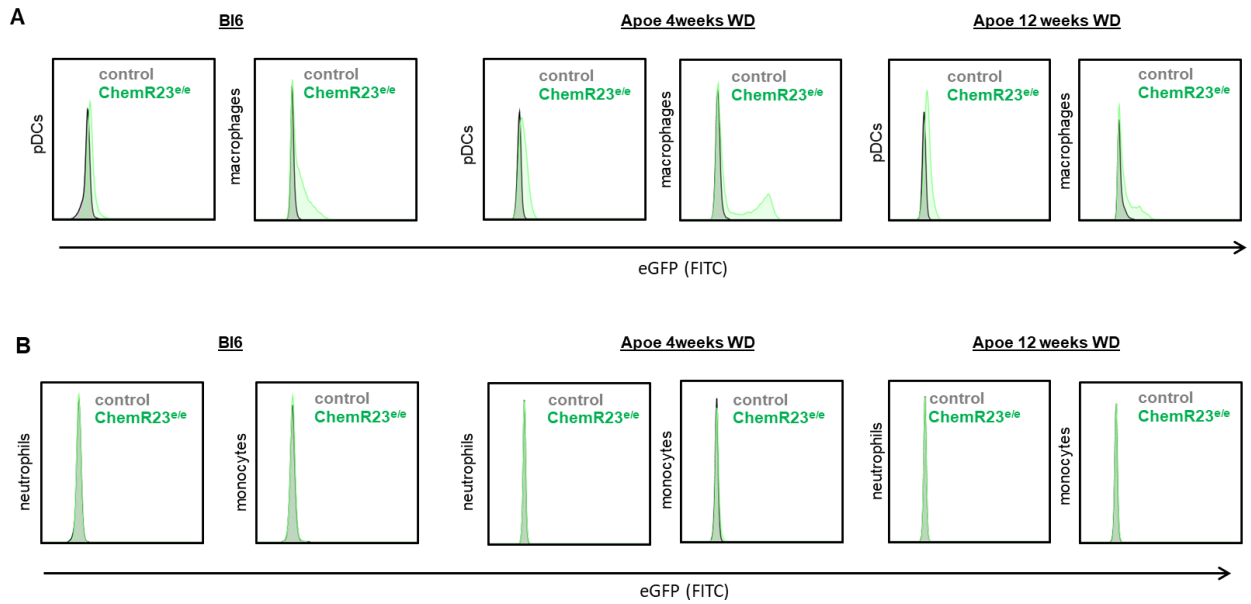 A
Bl6
Apoe 4weeks WD
Apoe 12 weeks WD
pDCs
control
ChemR23e/e
macrophages
control
ChemR23e/e
pDCs
control
ChemR23e/e
macrophages
control
ChemR23e/e
pDCs
control
ChemR23e/e
macrophages
control
ChemR23e/e
eGFP (FITC)
B
Bl6
Apoe 4weeks WD
Apoe 12 weeks WD
neutrophils
control
ChemR23e/e
monocytes
control
ChemR23e/e
neutrophils
control
ChemR23e/e
monocytes
control
ChemR23e/e
neutrophils
control
ChemR23e/e
monocytes
control
ChemR23e/e
eGFP (FITC)